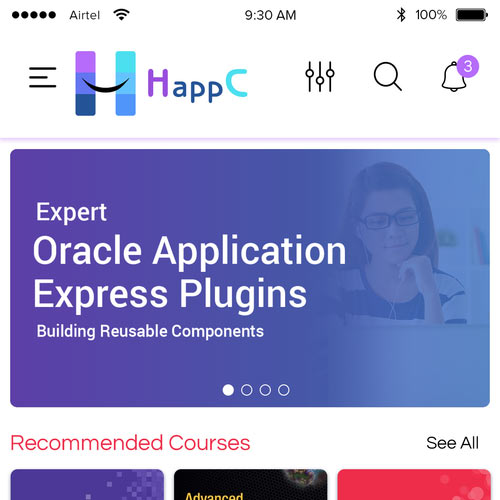 Airtel 9:30 AM 100%
HappC
3
Expert
Oracle Application
Express Plugins
Building Reusable Components
Recommended Courses See All
Advanced